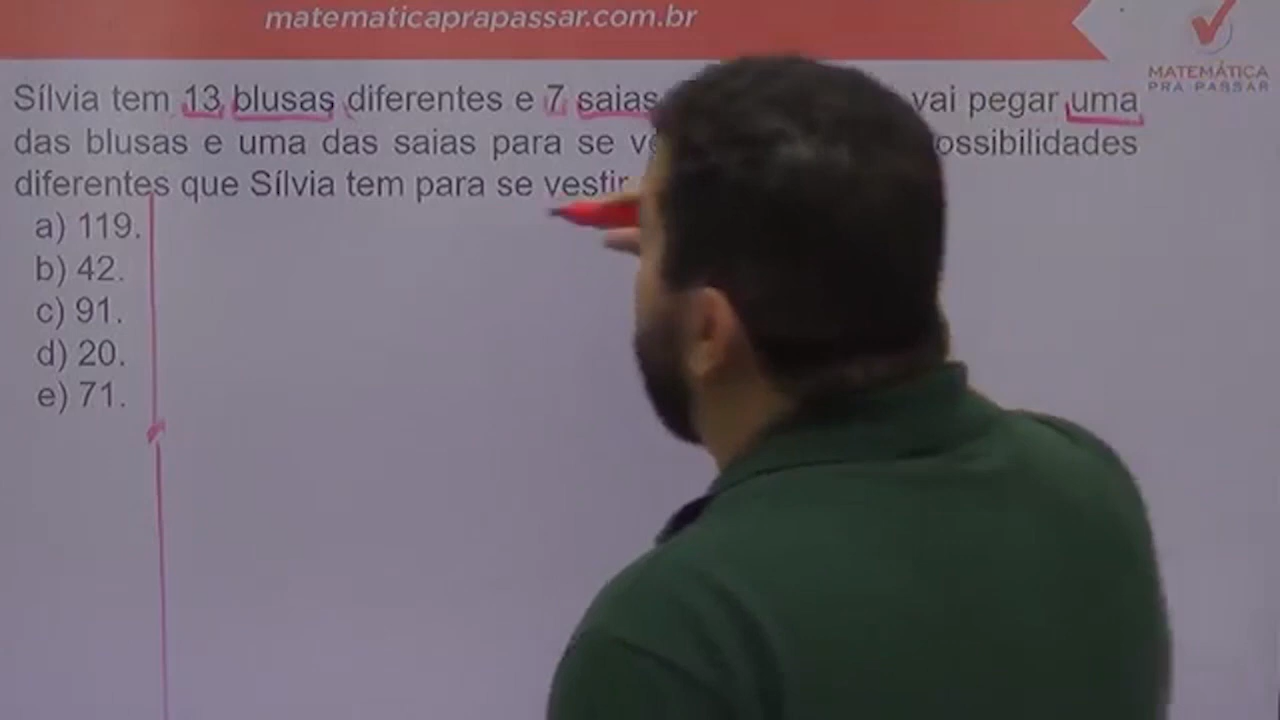 matematicaprapassar.com.br
MATEMÁTICA
PRA PASSAR
Sílvia tem 13 blusas diferentes e 7 saias vai pegar uma
das blusas e uma das saias para se
diferentes que Sílvia tem para se vestir
a) 119.
b) 42.
c) 91.
d) 20.
e) 71.